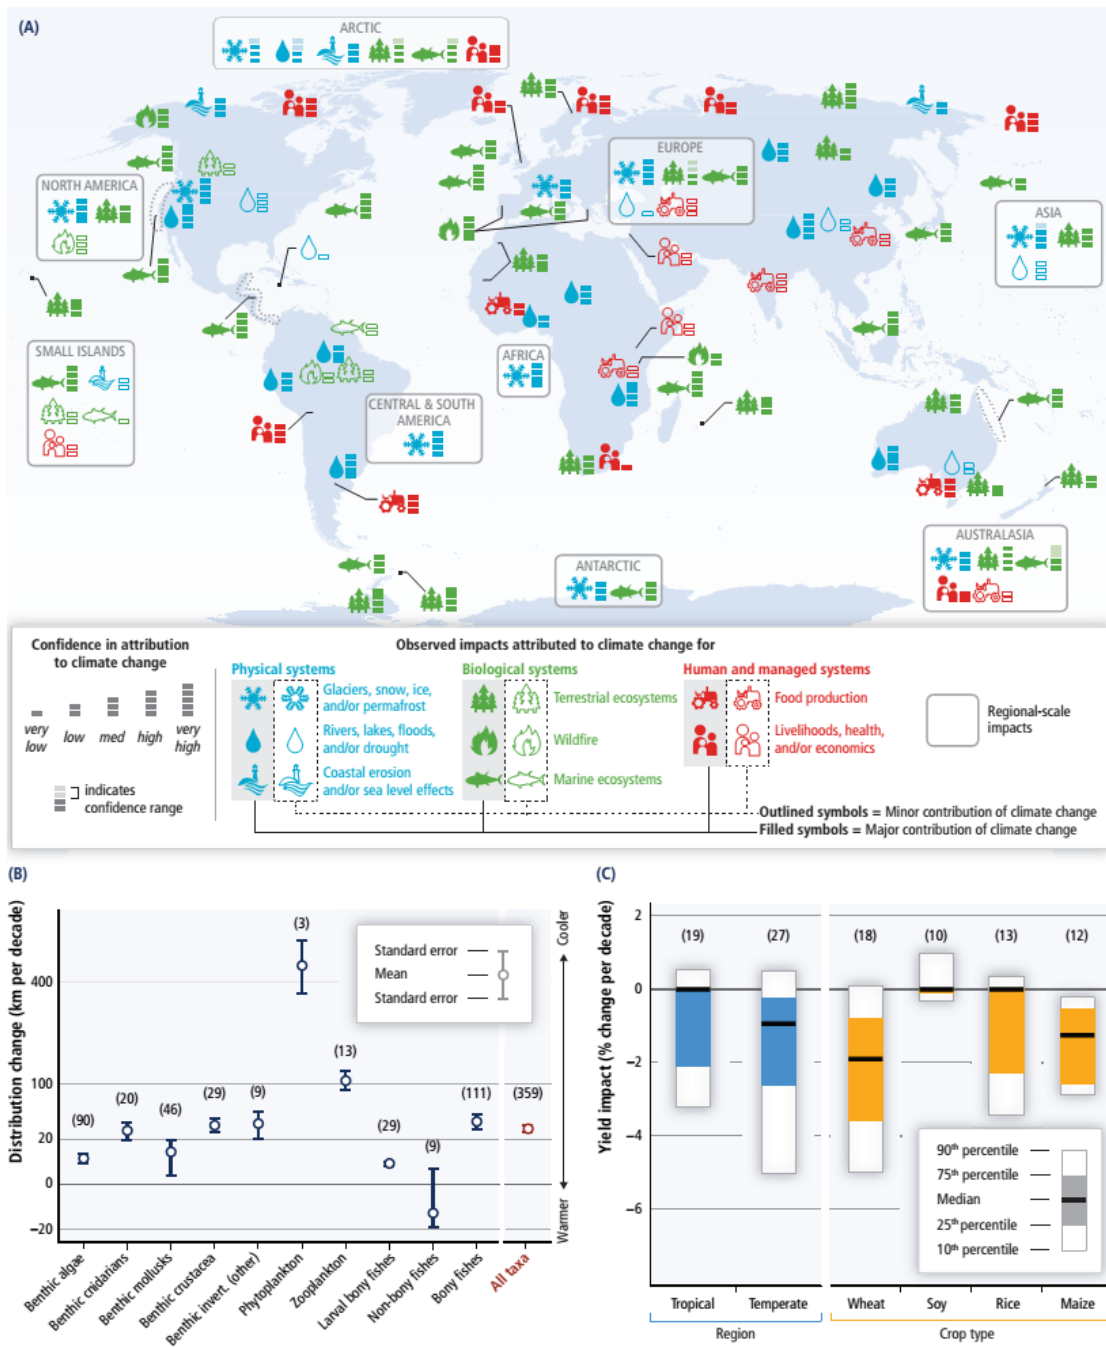 (A)
ARCTIC
EUROPE
NORTH AMERICA
ASIA
SMALL ISLANDS
AFRICA
CENTRAL & SOUTH
AMERICA
AUSTRALASIA
ANTARCTIC
Confidence in attribution
to climate change
very
low
low
med
high
very
high
indicates
confidence range
Observed impacts attributed to climate change for
Physical systems
Glaciers, snow, ice,
and/or permafrost
Rivers, lakes, floods,
and/or drought
Coastal erosion
and/or sea level effects
Biological systems
Terrestrial ecosystems
Wildfire
Marine ecosystems
Human and managed systems
Food production
Livelihoods, health,
and/or economics
Regional-scale
impacts
Outlined symbols = Minor contribution of climate change
Filled symbols = Major contribution of climate change
(B)
Distribution change (km per decade)
400
100
20
0
−20
(90)
(20)
(46)
(29)
(9)
(3)
(13)
(29)
(9)
(111)
(359)
Standard error
Mean
Standard error
Cooler
Warmer
Benthic algae
Benthic cnidarians
Benthic mollusks
Benthic crustacea
Benthic invert. (other)
Phytoplankton
Zooplankton
Larval bony fishes
Non-bony fishes
Bony fishes
All taxa
(C)
Yield impact (% change per decade)
2
0
−2
−4
−6
(19)
(27)
(18)
(10)
(13)
(12)
90th percentile
75th percentile
Median
25th percentile
10th percentile
Tropical
Temperate
Wheat
Soy
Rice
Maize
Region
Crop type